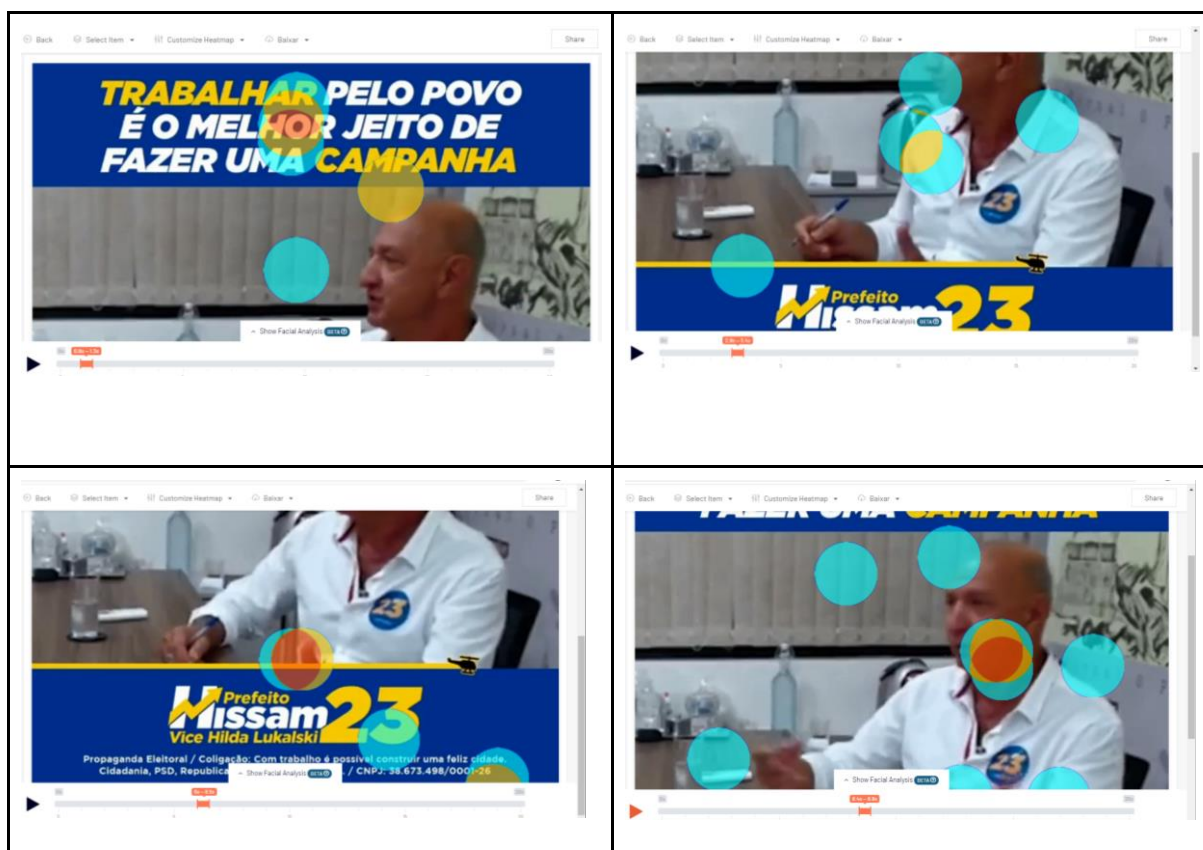 Back Select Item Customize Heatmap Baixar Share
TRABALHAR PELO POVO
É O MELHOR JEITO DE
FAZER UMA CAMPANHA
Show Facial Analysis BETA
Back Select Item Customize Heatmap Baixar Share
23
Prefeito
Hissam 23
Show Facial Analysis BETA
Back Select Item Customize Heatmap Baixar Share
23
Prefeito
Hissam 23
Vice Hilda Lukalski
Propaganda Eleitoral / Coligação: Com trabalho é possível construir uma feliz cidade.
Cidadania, PSD, Republica / CNPJ: 38.673.498/0001-26
Show Facial Analysis BETA
Back Select Item Customize Heatmap Baixar Share
FAZER UMA CAMPANHA
23
Show Facial Analysis BETA